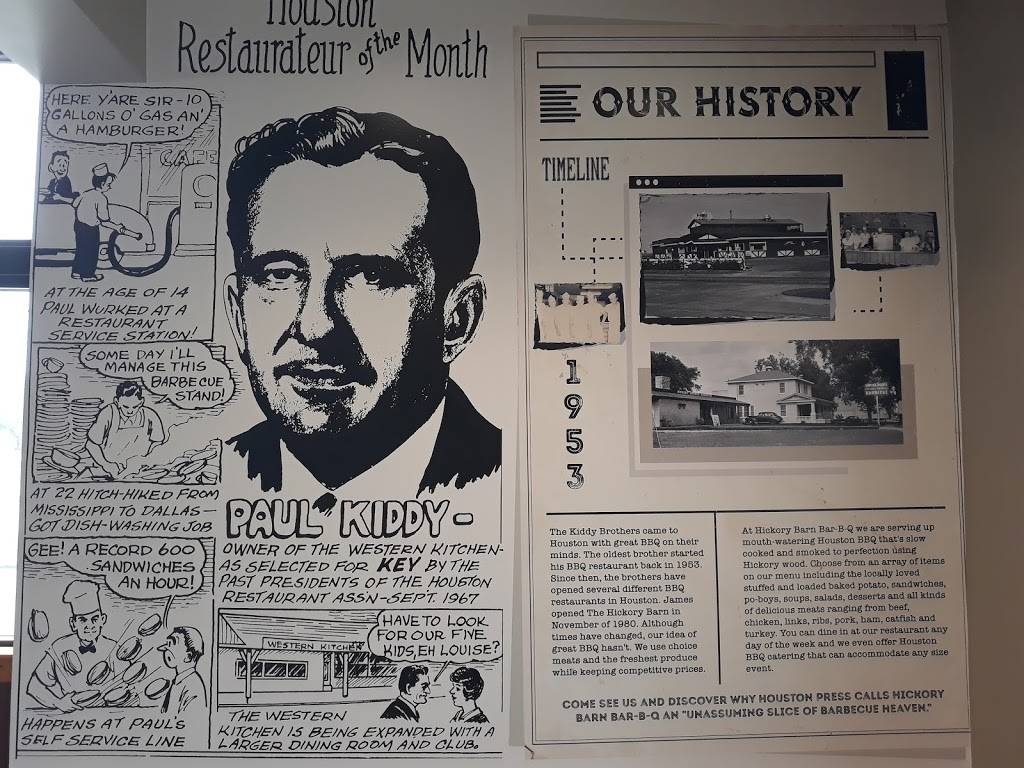 Houston
Restaurateur of the Month
HERE Y'ARE SIR-10
GALLONS O' GAS AN'
A HAMBURGER!
CAFE
AT THE AGE OF 14
PAUL WURKED AT A
RESTAURANT
SERVICE STATION!
SOME DAY I'LL
MANAGE THIS
BARBECUE
STAND!
AT 22 HITCH-HIKED FROM
MISSISSIPPI TO DALLAS—
GOT DISH-WASHING JOB
GEE! A RECORD 600
SANDWICHES
AN HOUR!
HAPPENS AT PAUL'S
SELF SERVICE LINE
PAUL KIDDY-
OWNER OF THE WESTERN KITCHEN-
AS SELECTED FOR KEY BY THE
PAST PRESIDENTS OF THE HOUSTON
RESTAURANT ASS'N-SEPT. 1967
WESTERN KITCHEN
HAVE TO LOOK
FOR OUR FIVE
KIDS, EH LOUISE?
THE WESTERN
KITCHEN IS BEING EXPANDED WITH A
LARGER DINING ROOM AND CLUB.
OUR HISTORY
TIMELINE
1
9
5
3
The Kiddy Brothers came to
Houston with great BBQ on their
minds. The oldest brother started
his BBQ restaurant back in 1953.
Since then, the brothers have
opened several different BBQ
restaurants in Houston. James
opened The Hickory Barn in
November of 1980. Although
times have changed, our idea of
great BBQ hasn't. We use choice
meats and the freshest produce
while keeping competitive prices.
At Hickory Barn Bar-B-Q we are serving up
mouth-watering Houston BBQ that's slow
cooked and smoked to perfection using
Hickory wood. Choose from an array of items
on our menu including the locally loved
stuffed and loaded baked potato, sandwiches,
po-boys, soups, salads, desserts and all kinds
of delicious meats ranging from beef,
chicken, links, ribs, pork, ham, catfish and
turkey. You can dine in at our restaurant any
day of the week and we even offer Houston
BBQ catering that can accommodate any size
event.
COME SEE US AND DISCOVER WHY HOUSTON PRESS CALLS HICKORY
BARN BAR-B-Q AN "UNASSUMING SLICE OF BARBECUE HEAVEN."